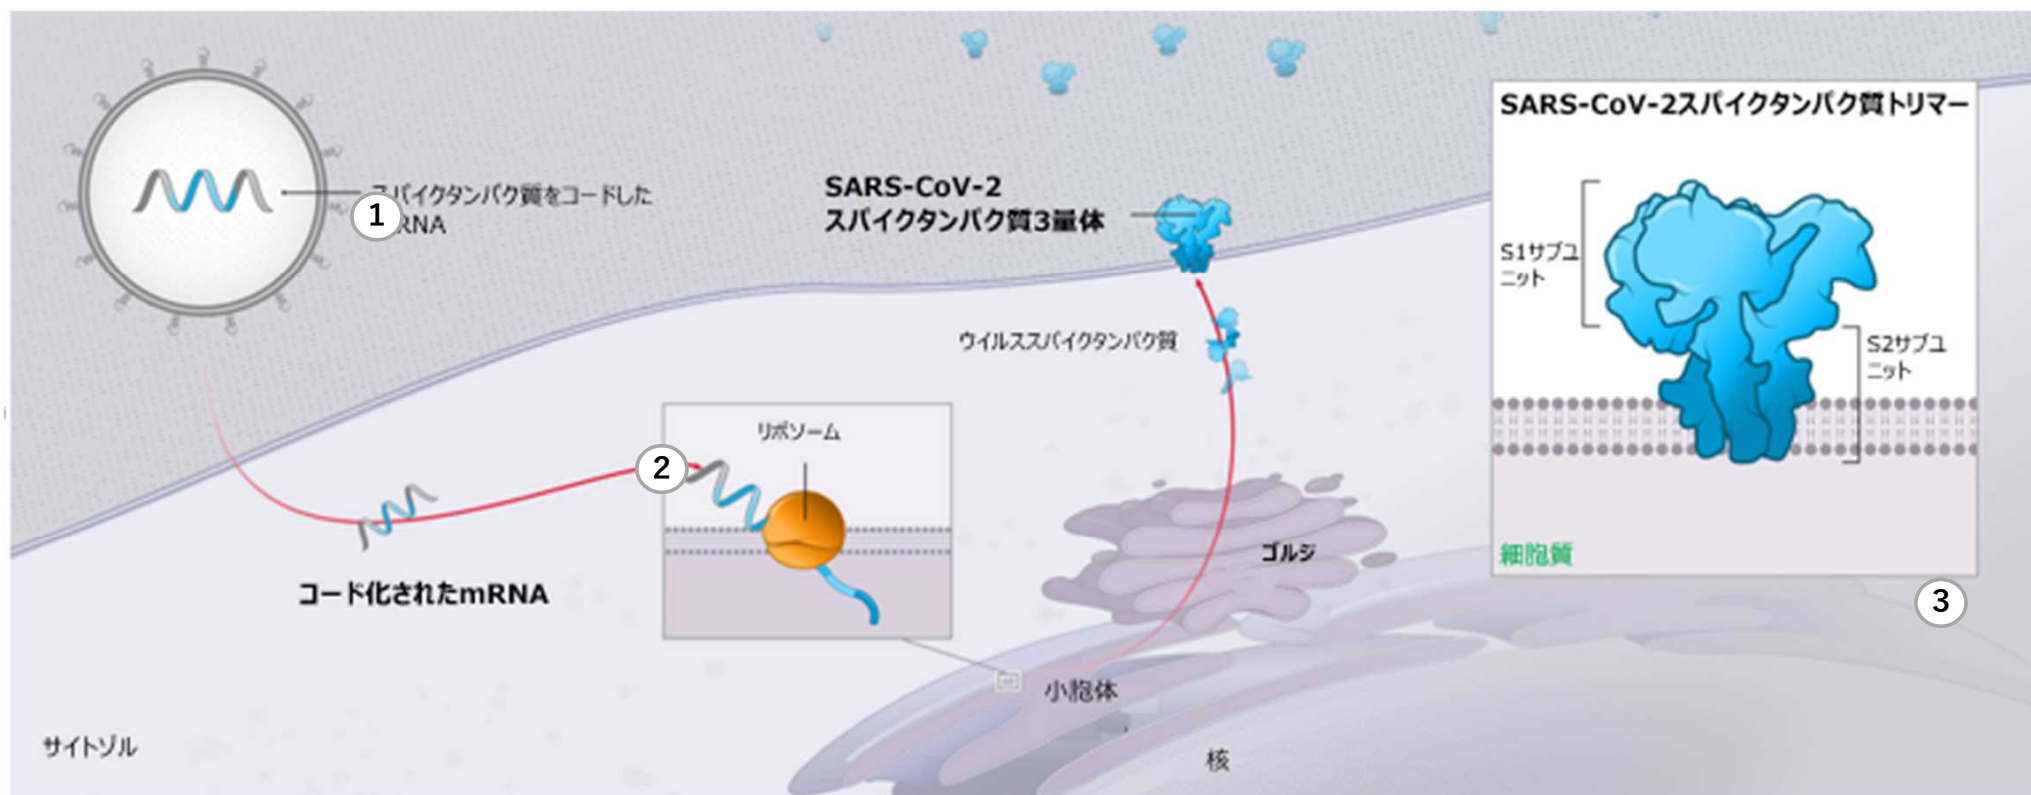 スパイクタンパク質をコードした
RNA
1
SARS-CoV-2
スパイクタンパク質3量体
SARS-CoV-2スパイクタンパク質トリマー
S1サブユ
ニット
S2サブユ
ニット
細胞質
3
ウイルススパイクタンパク質
リボソーム
2
コード化されたmRNA
ゴルジ
小胞体
核
サイトゾル